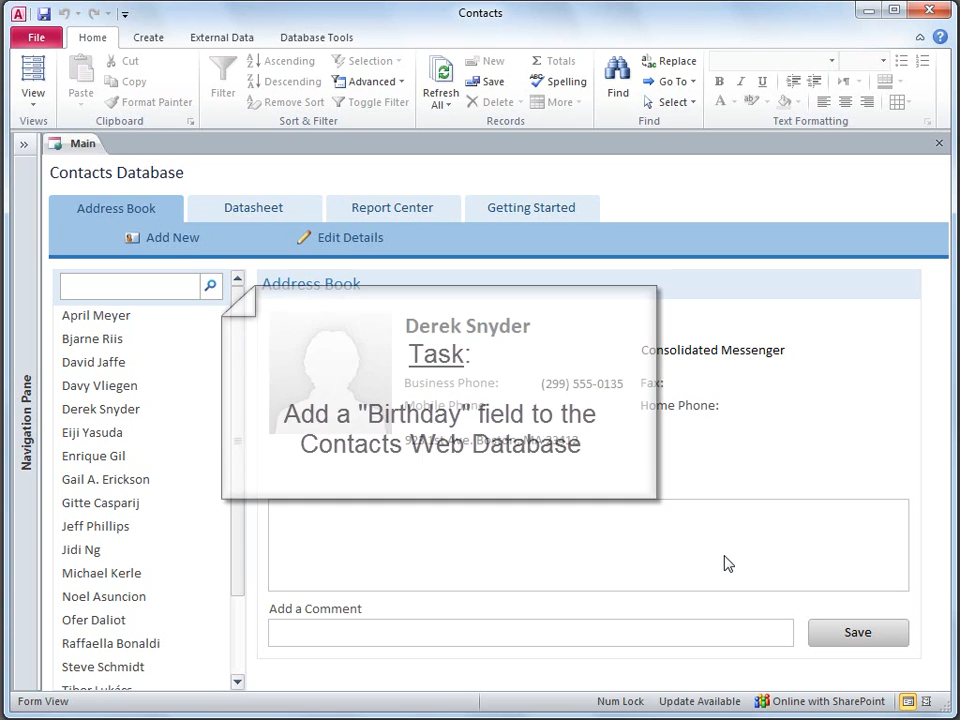 Contacts
File Home Create External Data Database Tools
View
Views
Paste
Cut
Copy
Format Painter
Clipboard
Filter
Ascending
Descending
Remove Sort
Selection
Advanced
Toggle Filter
Sort & Filter
Refresh
All
New
Save
Delete
Totals
Spelling
More
Records
Find
Replace
Go To
Select
Find
B I U
A ab
Text Formatting
Main
Contacts Database
Address Book Datasheet Report Center Getting Started
Add New Edit Details
Navigation Pane
April Meyer
Bjarne Riis
David Jaffe
Davy Vliegen
Derek Snyder
Eiji Yasuda
Enrique Gil
Gail A. Erickson
Gitte Casparij
Jeff Phillips
Jidi Ng
Michael Kerle
Noel Asuncion
Ofer Daliot
Raffaella Bonaldi
Steve Schmidt
Tibor Lukács
Address Book
Derek Snyder
Task:
Consolidated Messenger
Business Phone: (299) 555-0135 Fax:
Mobile Phone: Home Phone:
Add a "Birthday" field to the
Contacts Web Database
Add a Comment
Save
Form View Num Lock Update Available Online with SharePoint